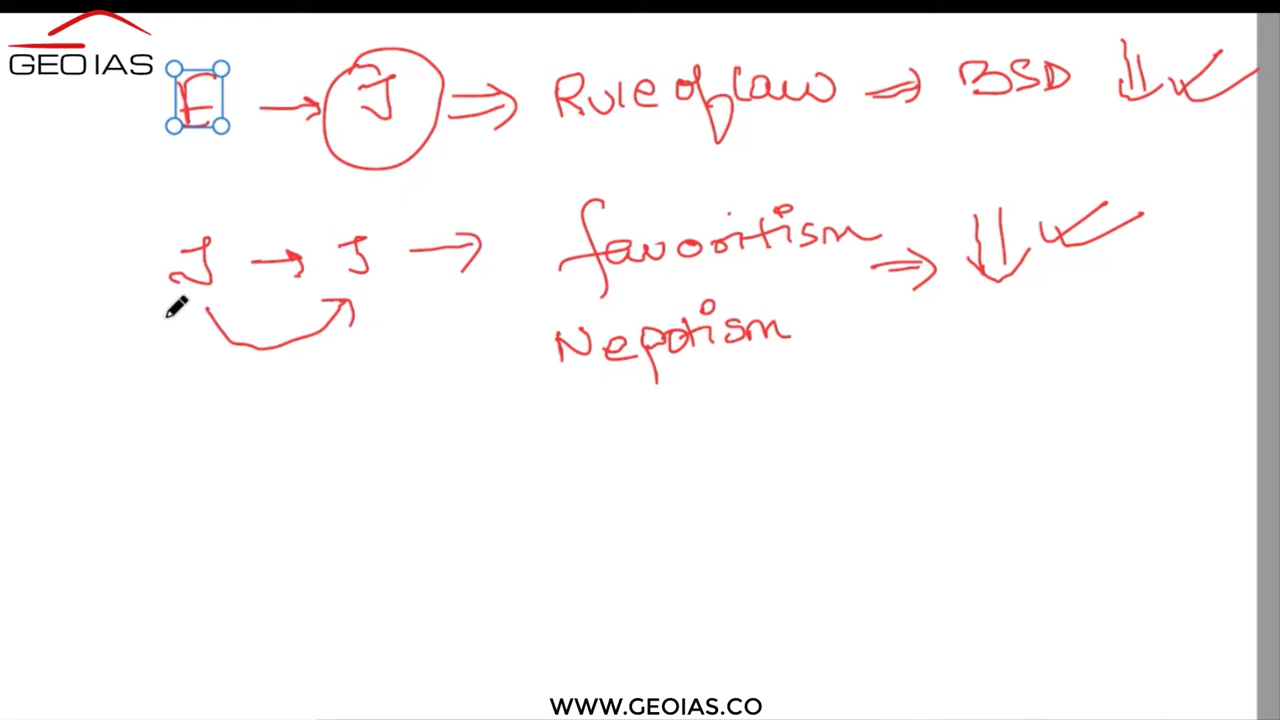 GEO IAS
E → J ⇒ Rule of law ⇒ BSD ⇓ ✓
J → J → favoritism ⇒ ⇓ ✓
Nepotism
WWW.GEOIAS.CO